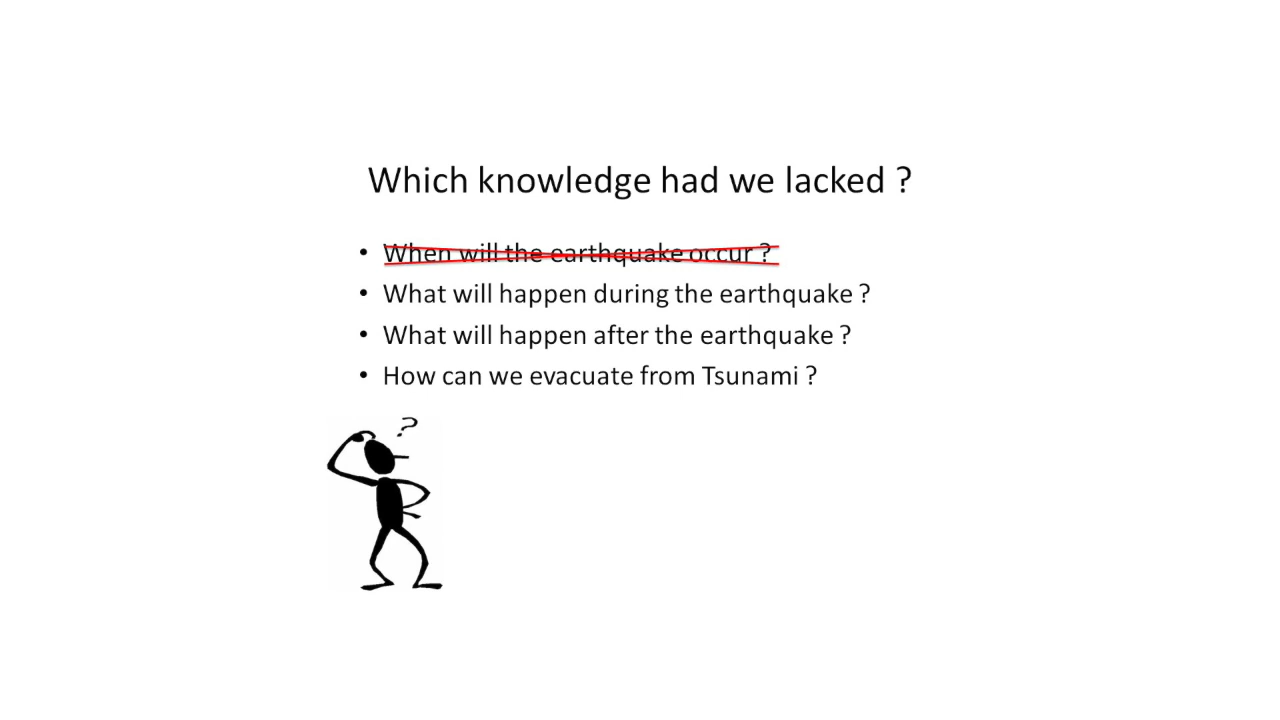 Which knowledge had we lacked ?
• When will the earthquake occur ?
• What will happen during the earthquake ?
• What will happen after the earthquake ?
• How can we evacuate from Tsunami ?
?